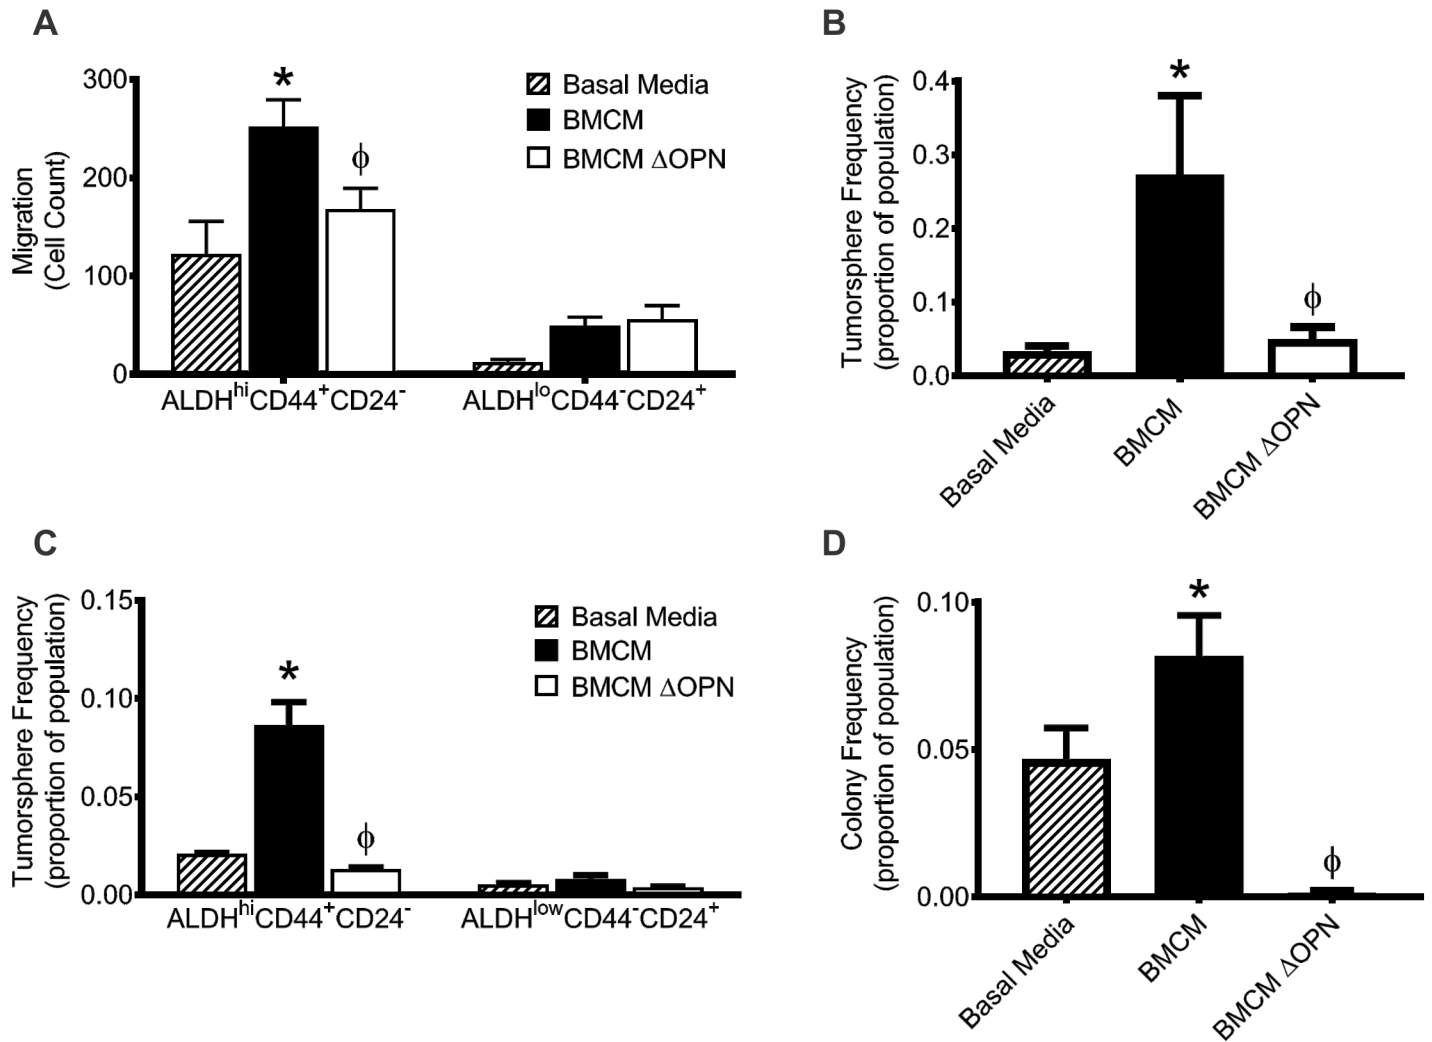 A
Migration
(Cell Count)
300
200
100
0
*
ϕ
Basal Media
BMCM
BMCM ΔOPN
ALDHhiCD44+CD24-
ALDHloCD44-CD24+
B
Tumorsphere Frequency
(proportion of population)
0.4
0.3
0.2
0.1
0.0
*
ϕ
Basal Media
BMCM
BMCM ΔOPN
C
Tumorsphere Frequency
(proportion of population)
0.15
0.10
0.05
0.00
*
ϕ
Basal Media
BMCM
BMCM ΔOPN
ALDHhiCD44+CD24-
ALDHlowCD44-CD24+
D
Colony Frequency
(proportion of population)
0.10
0.05
0.00
*
ϕ
Basal Media
BMCM
BMCM ΔOPN